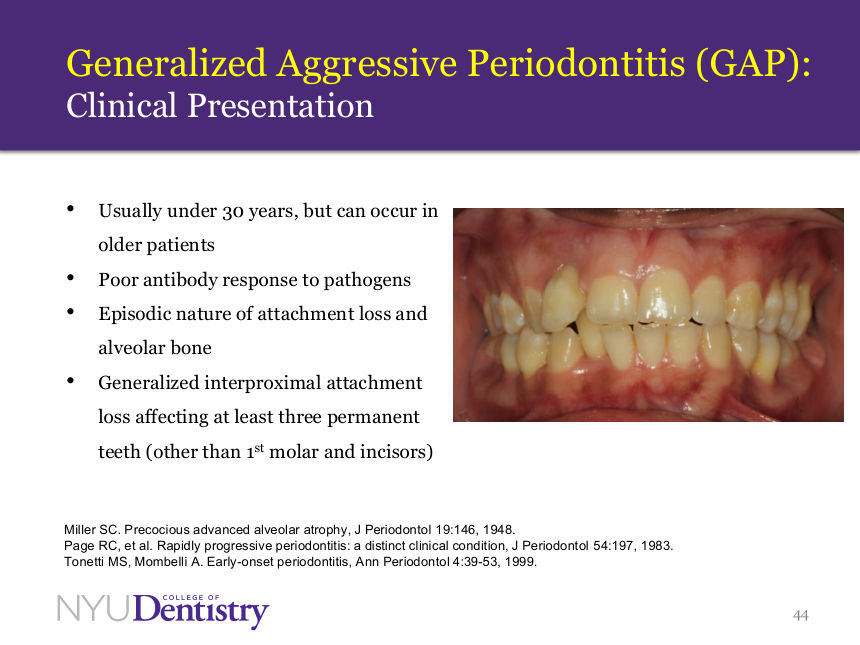 Generalized Aggressive Periodontitis (GAP):
Clinical Presentation
• Usually under 30 years, but can occur in
older patients
• Poor antibody response to pathogens
• Episodic nature of attachment loss and
alveolar bone
• Generalized interproximal attachment
loss affecting at least three permanent
teeth (other than 1st molar and incisors)
Miller SC. Precocious advanced alveolar atrophy, J Periodontol 19:146, 1948.
Page RC, et al. Rapidly progressive periodontitis: a distinct clinical condition, J Periodontol 54:197, 1983.
Tonetti MS, Mombelli A. Early-onset periodontitis, Ann Periodontol 4:39-53, 1999.
NYU COLLEGE OF Dentistry
44